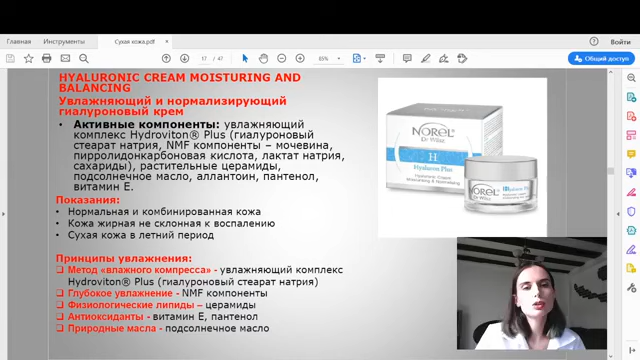 Главная
Инструменты
Сухая кожа.pdf
×
Войти
17 / 47
85%
Общий доступ
HYALURONIC CREAM MOISTURING AND
BALANCING
Увлажняющий и нормализирующий
гиалуроновый крем
• Активные компоненты: увлажняющий
комплекс Hydroviton® Plus (гиалуроновый
стеарат натрия, NMF компоненты – мочевина,
пирролидонкарбоновая кислота, лактат натрия,
сахариды), растительные церамиды,
подсолнечное масло, аллантоин, пантенол,
витамин Е.
Показания:
• Нормальная и комбинированная кожа
• Кожа жирная не склонная к воспалению
• Сухая кожа в летний период
Принципы увлажнения:
❑ Метод «влажного компресса» - увлажняющий комплекс
Hydroviton® Plus (гиалуроновый стеарат натрия)
❑ Глубокое увлажнение - NMF компоненты
❑ Физиологические липиды – церамиды
❑ Антиоксиданты - витамин Е, пантенол
❑ Природные масла - подсолнечное масло
NOREL
Dr Wilsz
H
Hyaluron Plus
NOREL